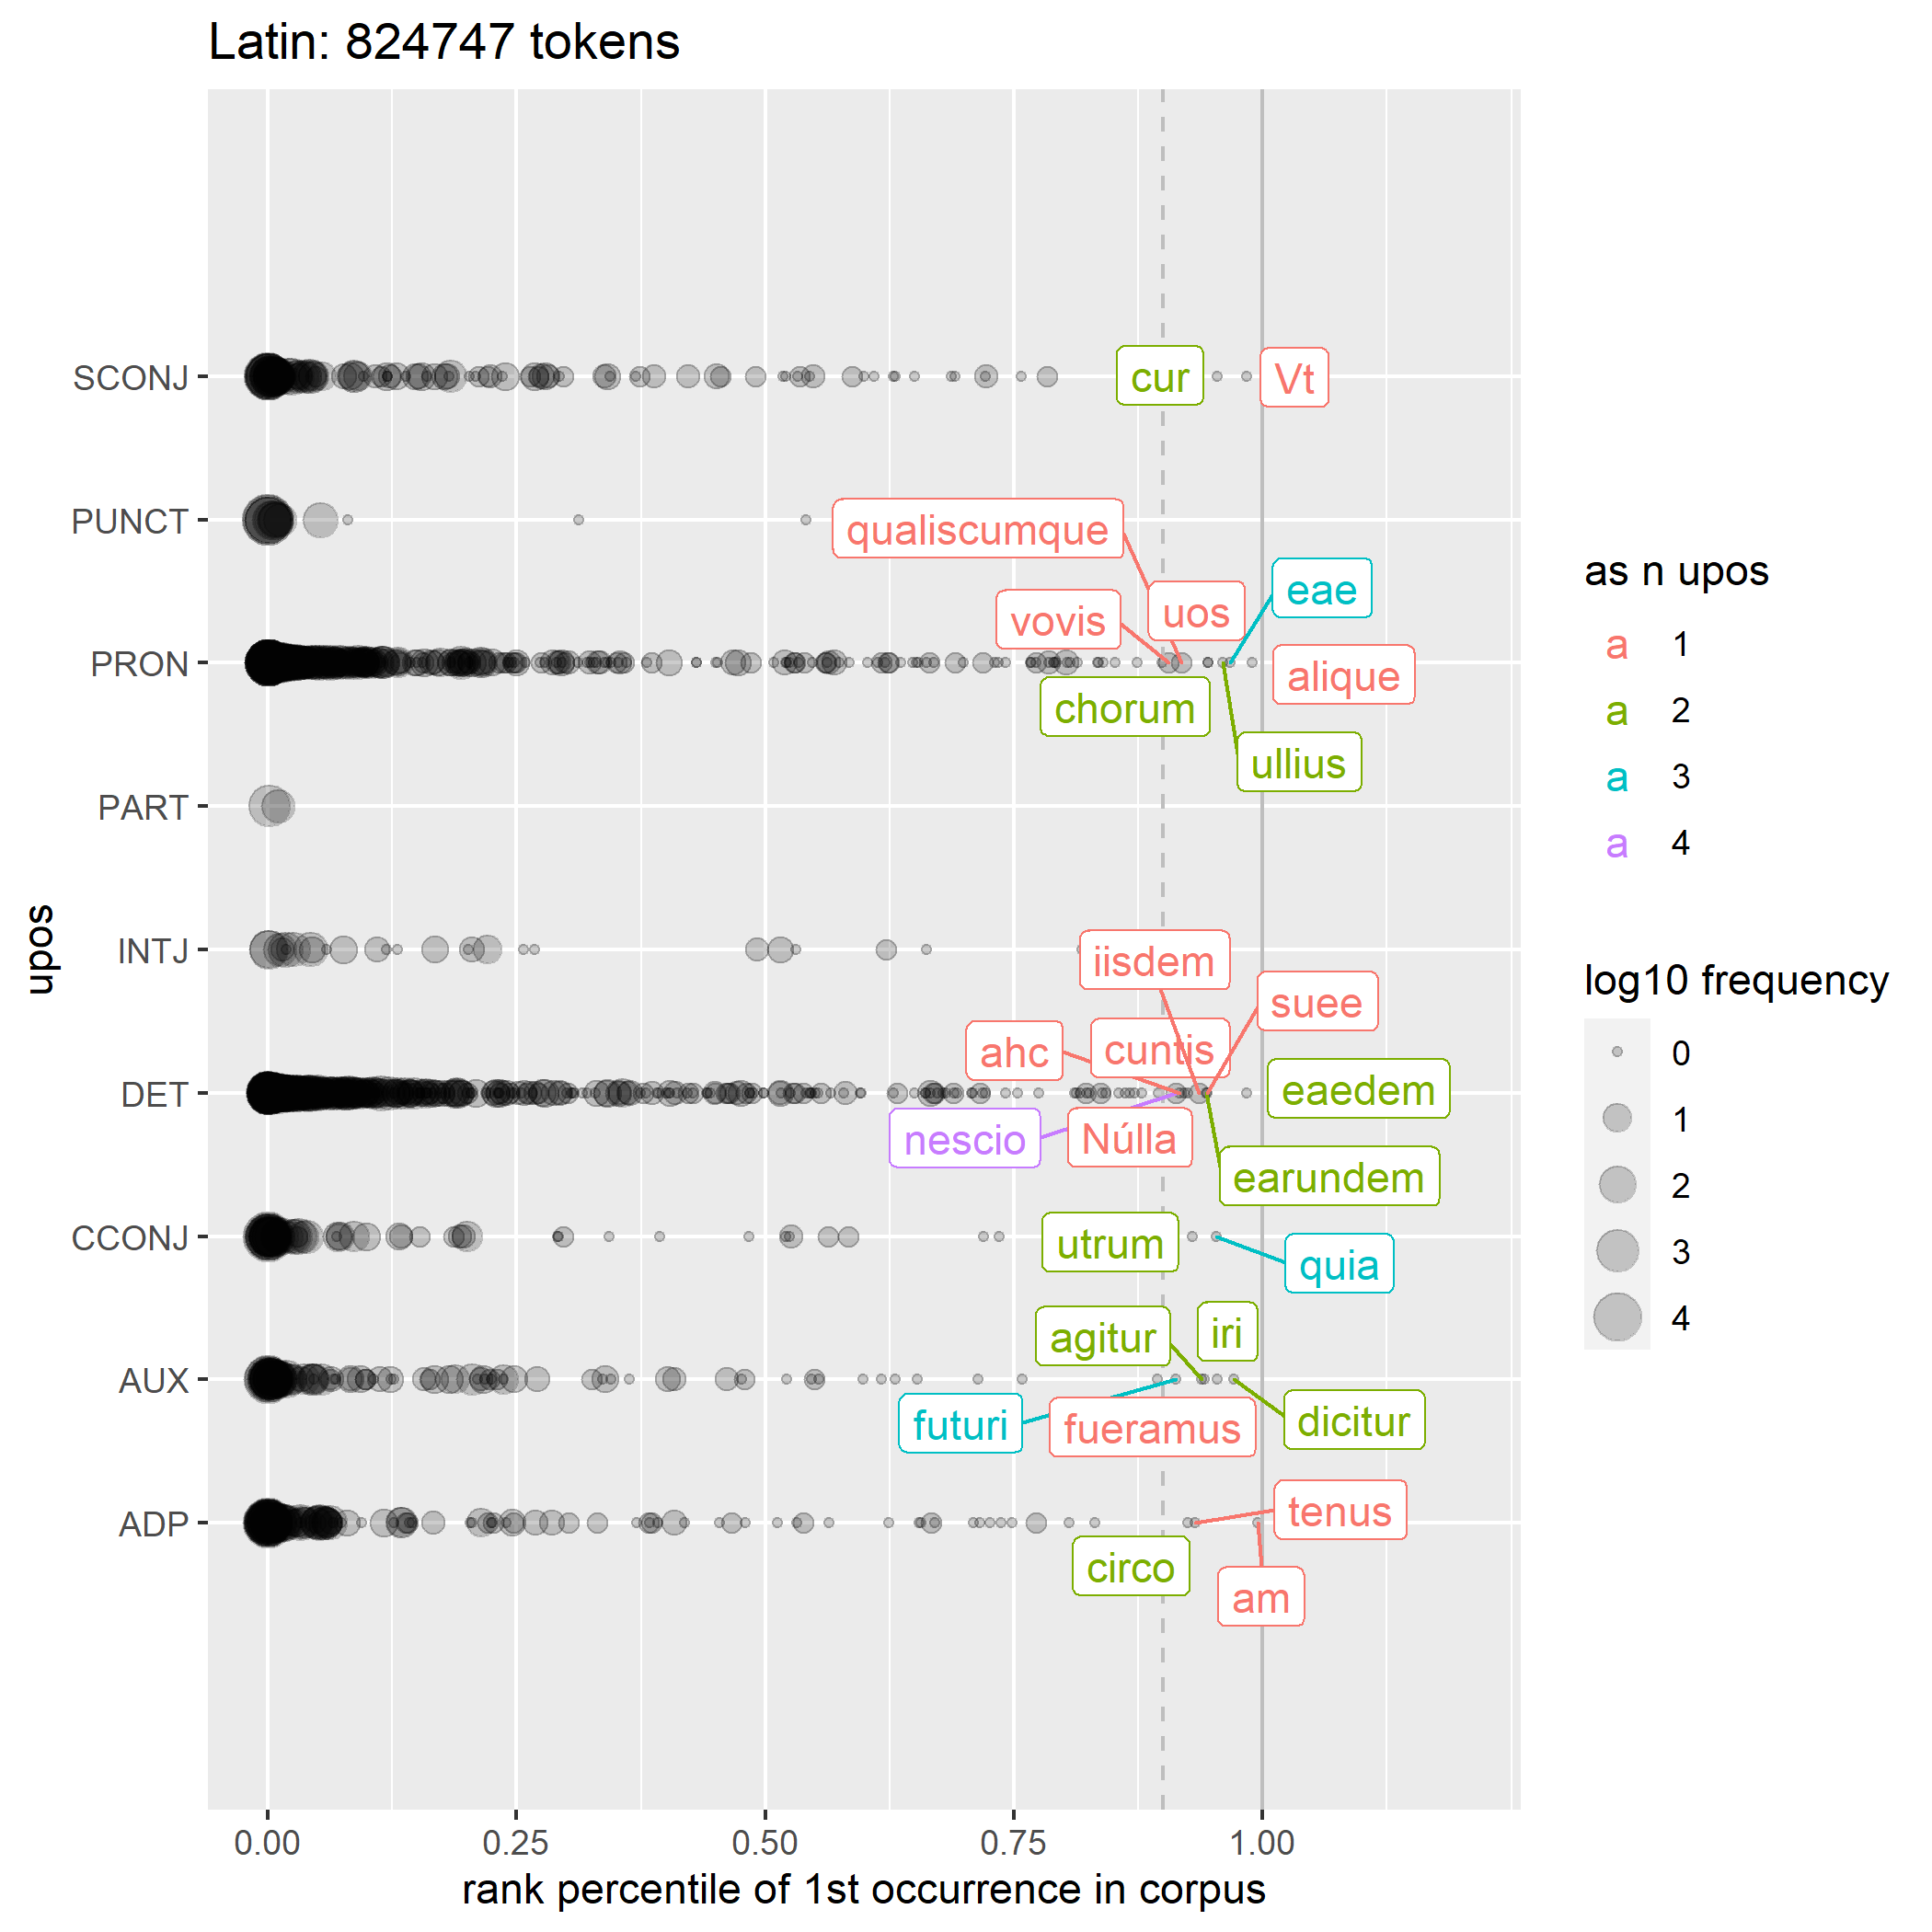 Latin: 824747 tokens
SCONJ
cur
Vt
PUNCT
qualiscumque
eae
uos
vovis
PRON
alique
chorum
ullius
PART
INTJ
iisdem
suee
ahc
cuntis
DET
eaedem
nescio
Núlla
earundem
CCONJ
utrum
quia
agitur
iri
AUX
futuri
fueramus
dicitur
tenus
ADP
circo
am
upos
0.00 0.25 0.50 0.75 1.00
rank percentile of 1st occurrence in corpus
as n upos
a 1
a 2
a 3
a 4
log10 frequency
0
1
2
3
4